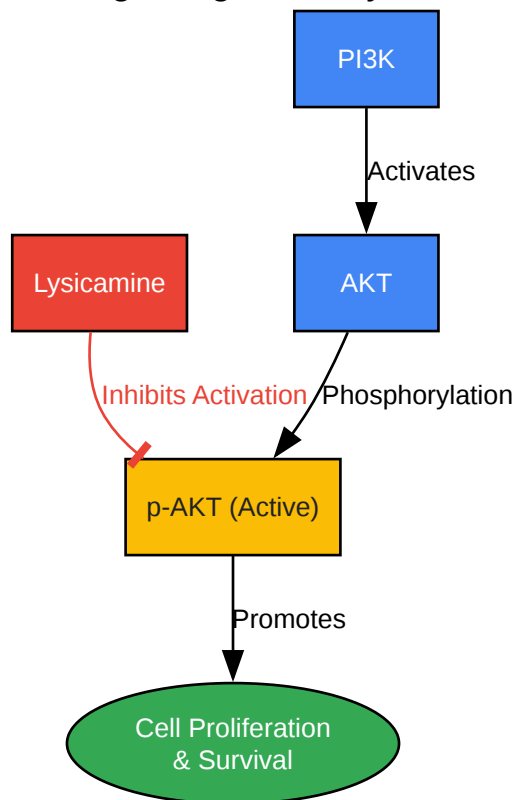 PI3K
Activates
Lysicamine
AKT
Inhibits Activation
Phosphorylation
p-AKT (Active)
Promotes
Cell Proliferation
& Survival